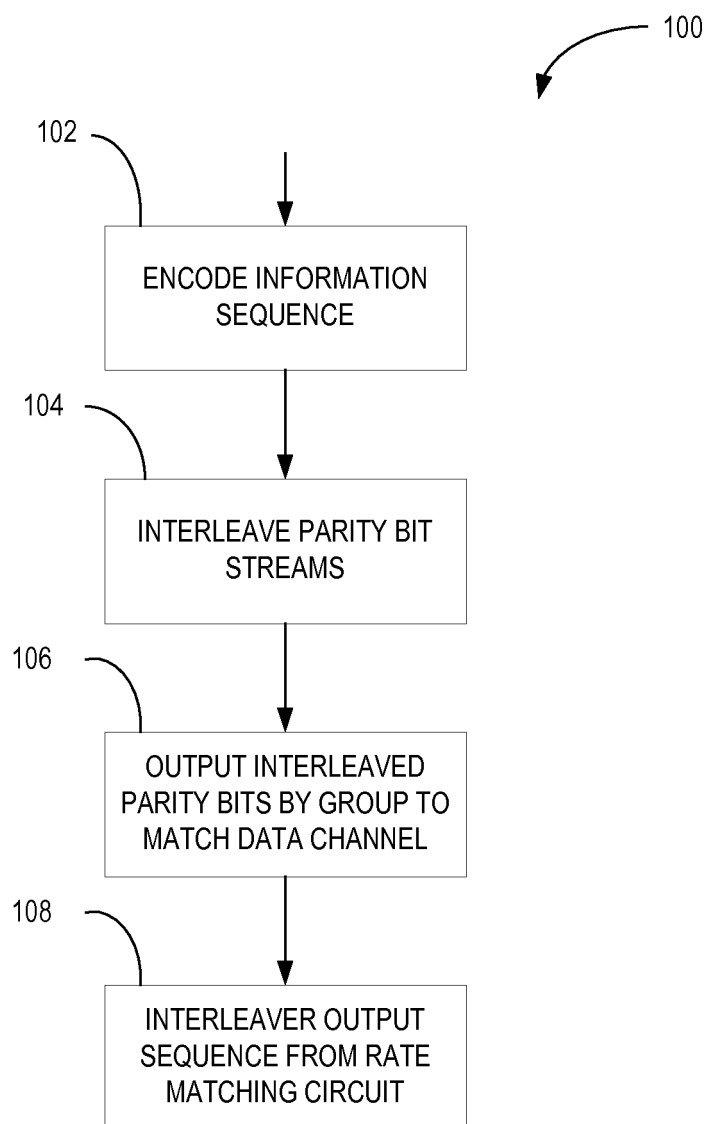 100
102
ENCODE INFORMATION
SEQUENCE
104
INTERLEAVE PARITY BIT
STREAMS
106
OUTPUT INTERLEAVED
PARITY BITS BY GROUP TO
MATCH DATA CHANNEL
108
INTERLEAVER OUTPUT
SEQUENCE FROM RATE
MATCHING CIRCUIT